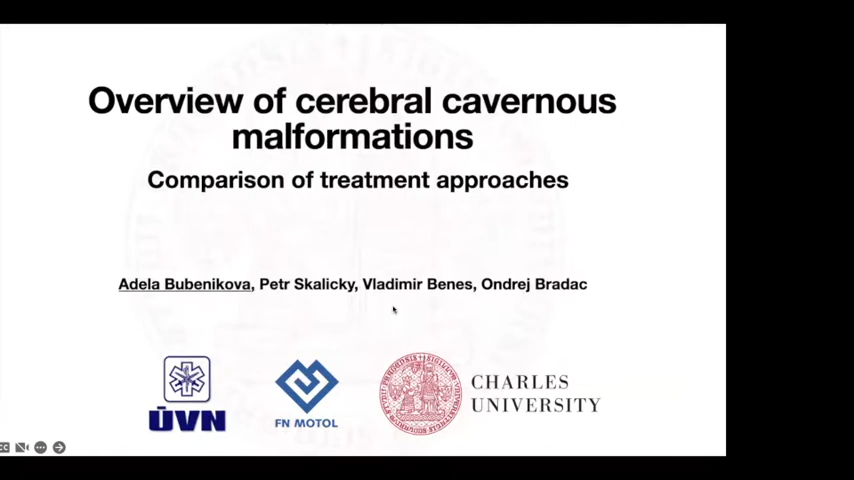 Overview of cerebral cavernous
malformations
Comparison of treatment approaches
Adela Bubenikova, Petr Skalicky, Vladimir Benes, Ondrej Bradac
ÚVN
FN MOTOL
CHARLES
UNIVERSITY
CC